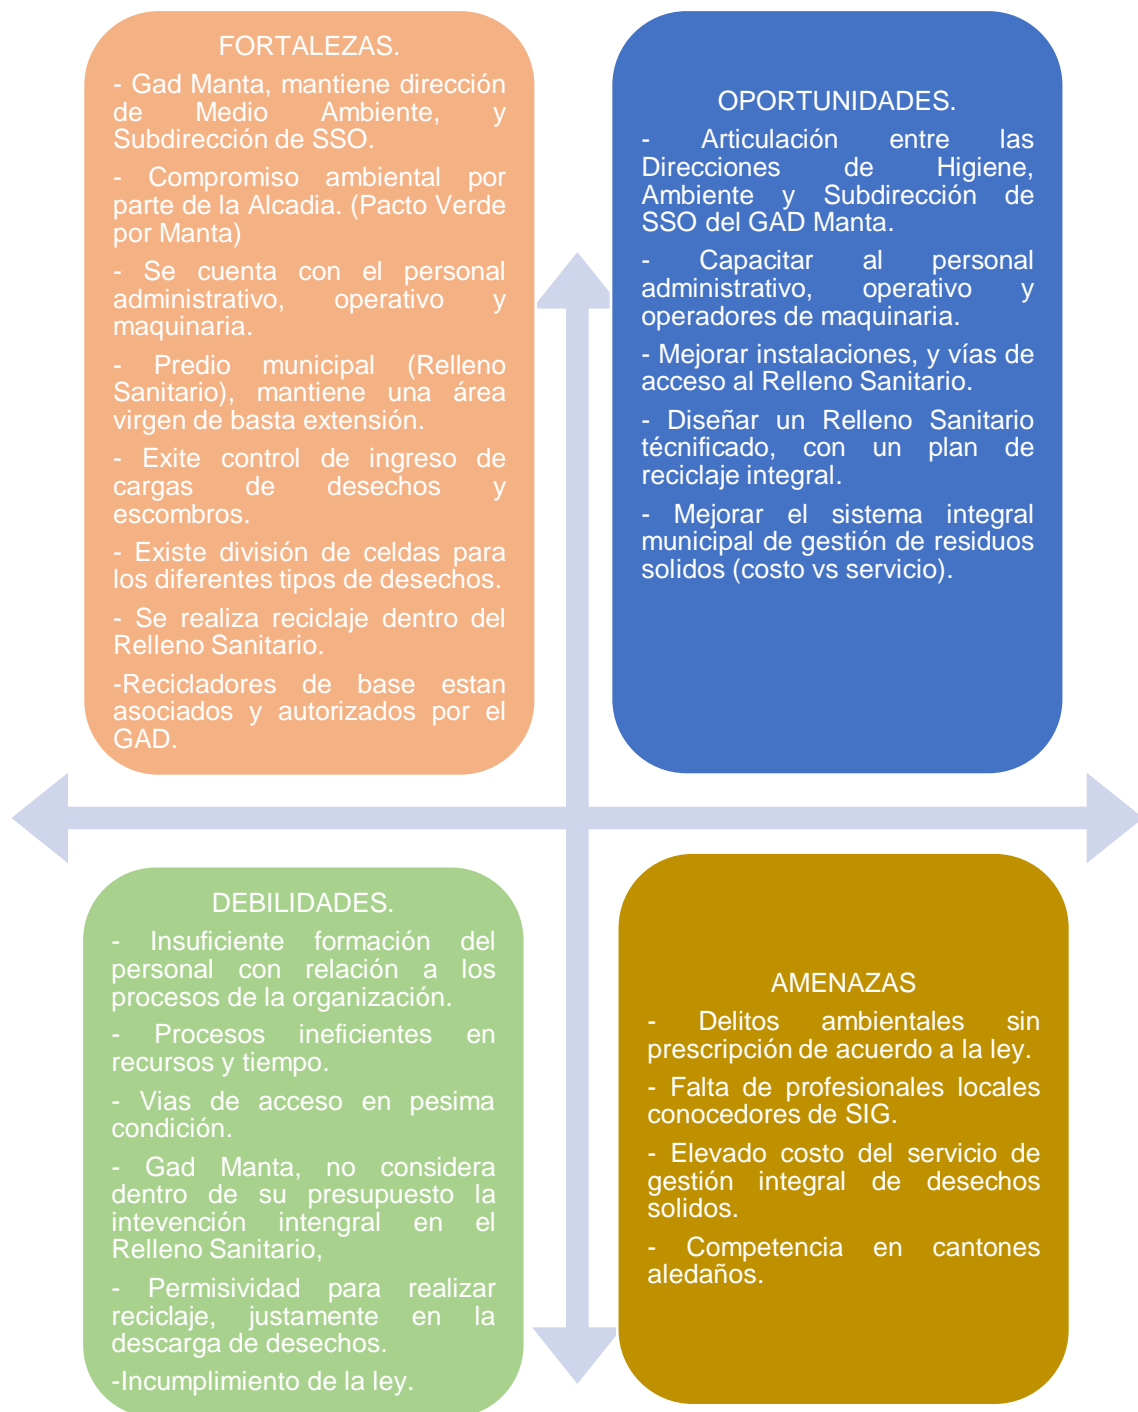 FORTALEZAS.
- Gad Manta, mantiene dirección
de Medio Ambiente, y
Subdirección de SSO.
- Compromiso ambiental por
parte de la Alcadia. (Pacto Verde
por Manta)
- Se cuenta con el personal
administrativo, operativo y
maquinaria.
- Predio municipal (Relleno
Sanitario), mantiene una área
virgen de basta extensión.
- Exite control de ingreso de
cargas de desechos y
escombros.
- Existe división de celdas para
los diferentes tipos de desechos.
- Se realiza reciclaje dentro del
Relleno Sanitario.
-Recicladores de base estan
asociados y autorizados por el
GAD.
OPORTUNIDADES.
- Articulación entre las
Direcciones de Higiene,
Ambiente y Subdirección de
SSO del GAD Manta.
- Capacitar al personal
administrativo, operativo y
operadores de maquinaria.
- Mejorar instalaciones, y vías de
acceso al Relleno Sanitario.
- Diseñar un Relleno Sanitario
técnificado, con un plan de
reciclaje integral.
- Mejorar el sistema integral
municipal de gestión de residuos
solidos (costo vs servicio).
DEBILIDADES.
- Insuficiente formación del
personal con relación a los
procesos de la organización.
- Procesos ineficientes en
recursos y tiempo.
- Vias de acceso en pesima
condición.
- Gad Manta, no considera
dentro de su presupuesto la
intevención intengral en el
Relleno Sanitario,
- Permisividad para realizar
reciclaje, justamente en la
descarga de desechos.
-Incumplimiento de la ley.
AMENAZAS
- Delitos ambientales sin
prescripción de acuerdo a la ley.
- Falta de profesionales locales
conocedores de SIG.
- Elevado costo del servicio de
gestión integral de desechos
solidos.
- Competencia en cantones
aledaños.